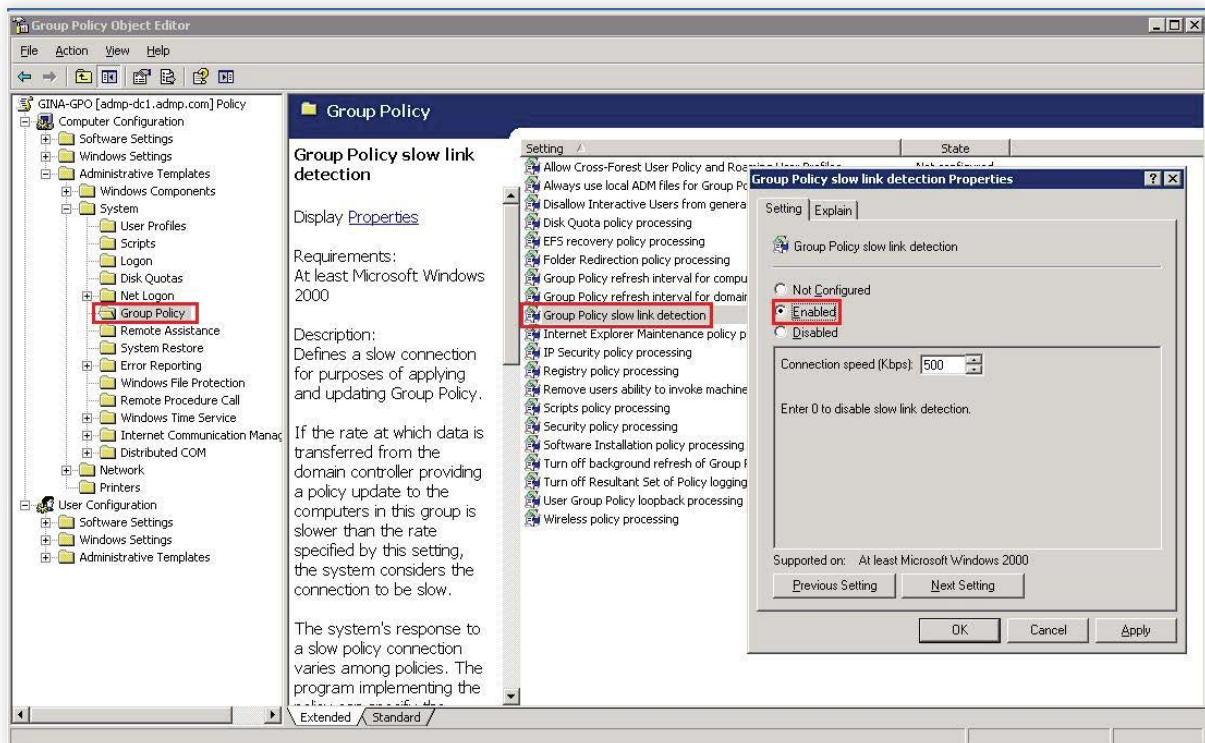 Group Policy Object Editor
File Action View Help
GINA-GPO [admp-dc1.admp.com] Policy
Computer Configuration
Software Settings
Windows Settings
Administrative Templates
Windows Components
System
User Profiles
Scripts
Logon
Disk Quotas
Net Logon
Group Policy
Remote Assistance
System Restore
Error Reporting
Windows File Protection
Remote Procedure Call
Windows Time Service
Internet Communication Manag
Distributed COM
Network
Printers
User Configuration
Software Settings
Windows Settings
Administrative Templates
Group Policy
Group Policy slow link
detection
Display Properties
Requirements:
At least Microsoft Windows
2000
Description:
Defines a slow connection
for purposes of applying
and updating Group Policy.
If the rate at which data is
transferred from the
domain controller providing
a policy update to the
computers in this group is
slower than the rate
specified by this setting,
the system considers the
connection to be slow.
The system's response to
a slow policy connection
varies among policies. The
program implementing the
Extended Standard
Setting State
Allow Cross-Forest User Policy and Roaming User Profiles Not configured
Always use local ADM files for Group Po
Disallow Interactive Users from genera
Disk Quota policy processing
EFS recovery policy processing
Folder Redirection policy processing
Group Policy refresh interval for compu
Group Policy refresh interval for domain
Group Policy slow link detection
Internet Explorer Maintenance policy p
IP Security policy processing
Registry policy processing
Remove users ability to invoke machine
Scripts policy processing
Security policy processing
Software Installation policy processing
Turn off background refresh of Group P
Turn off Resultant Set of Policy logging
User Group Policy loopback processing
Wireless policy processing
Group Policy slow link detection Properties
Setting Explain
Group Policy slow link detection
Not Configured
Enabled
Disabled
Connection speed (Kbps): 500
Enter 0 to disable slow link detection.
Supported on: At least Microsoft Windows 2000
Previous Setting Next Setting
OK Cancel Apply